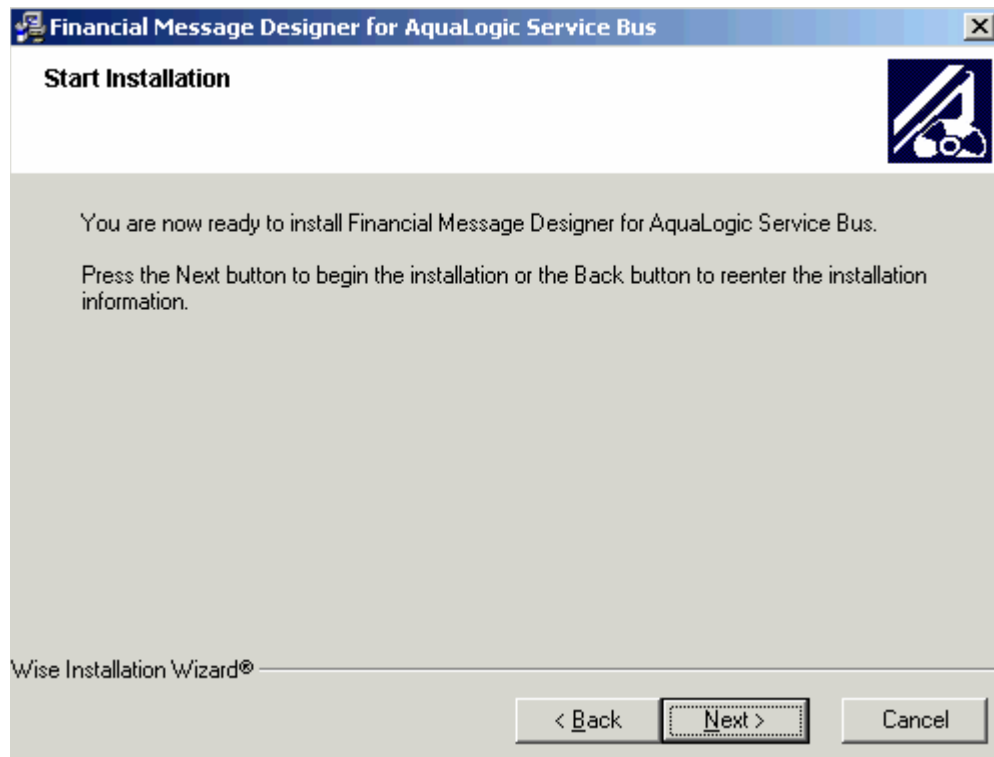 Financial Message Designer for AquaLogic Service Bus
Start Installation
You are now ready to install Financial Message Designer for AquaLogic Service Bus.
Press the Next button to begin the installation or the Back button to reenter the installation
information.
Wise Installation Wizard®
< Back
Next >
Cancel